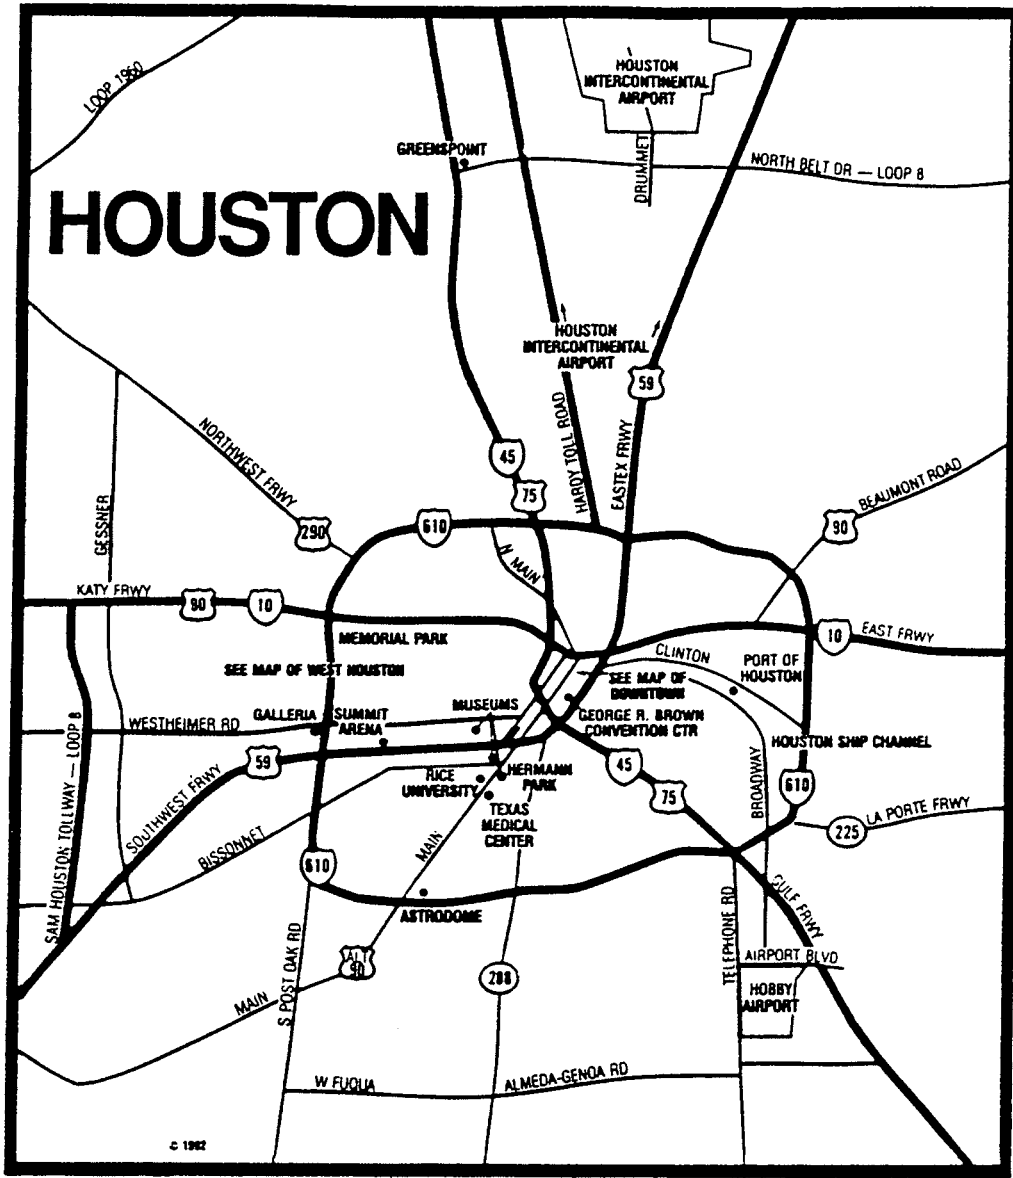 LOOP 1960
HOUSTON
INTERCONTINENTAL
AIRPORT
GREENSPOINT
DRUMMET
NORTH BELT DR — LOOP 8
HOUSTON
HOUSTON
INTERCONTINENTAL
AIRPORT
59
NORTHWEST FRWY
45
HARDY TOLL ROAD
EASTEX FRWY
75
BEAUMONT ROAD
90
GESSNER
290
610
N MAIN
KATY FRWY
90
10
10
EAST FRWY
MEMORIAL PARK
CLINTON
SEE MAP OF WEST HOUSTON
SEE MAP OF
DOWNTOWN
PORT OF
HOUSTON
MUSEUMS
WESTHEIMER RD
GALLERIA
SUMMIT
ARENA
GEORGE R. BROWN
CONVENTION CTR
HOUSTON SHIP CHANNEL
59
45
RICE
UNIVERSITY
HERMANN
PARK
75
610
SAM HOUSTON TOLLWAY — LOOP 8
SOUTHWEST FRWY
BISSONNET
TEXAS
MEDICAL
CENTER
MAIN
BROADWAY
LA PORTE FRWY
225
610
ASTRODOME
GULF FRWY
TELEPHONE RD
S POST OAK RD
ALT
90
288
AIRPORT BLVD
MAIN
HOBBY
AIRPORT
W FUQUA
ALMEDA-GENOA RD
© 1982